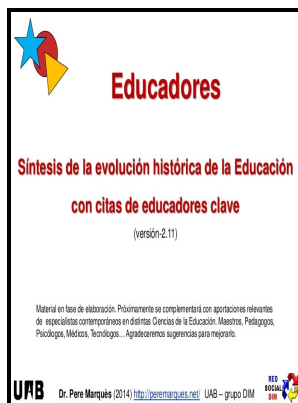 Educadores
Síntesis de la evolución histórica de la Educación
con citas de educadores clave
(versión-2.11)
Material en fase de elaboración. Próximamente se complementará con aportaciones relevantes
de especialistas contemporáneos en distintas Ciencias de la Educación. Maestros, Pedagogos,
Psicólogos, Médicos, Tecnólogos… Agradeceremos sugerencias para mejorarlo.
UAB Dr. Pere Marquès (2014) http://peremarques.net/ UAB – grupo DIM
RED
SOCIAL
DIM